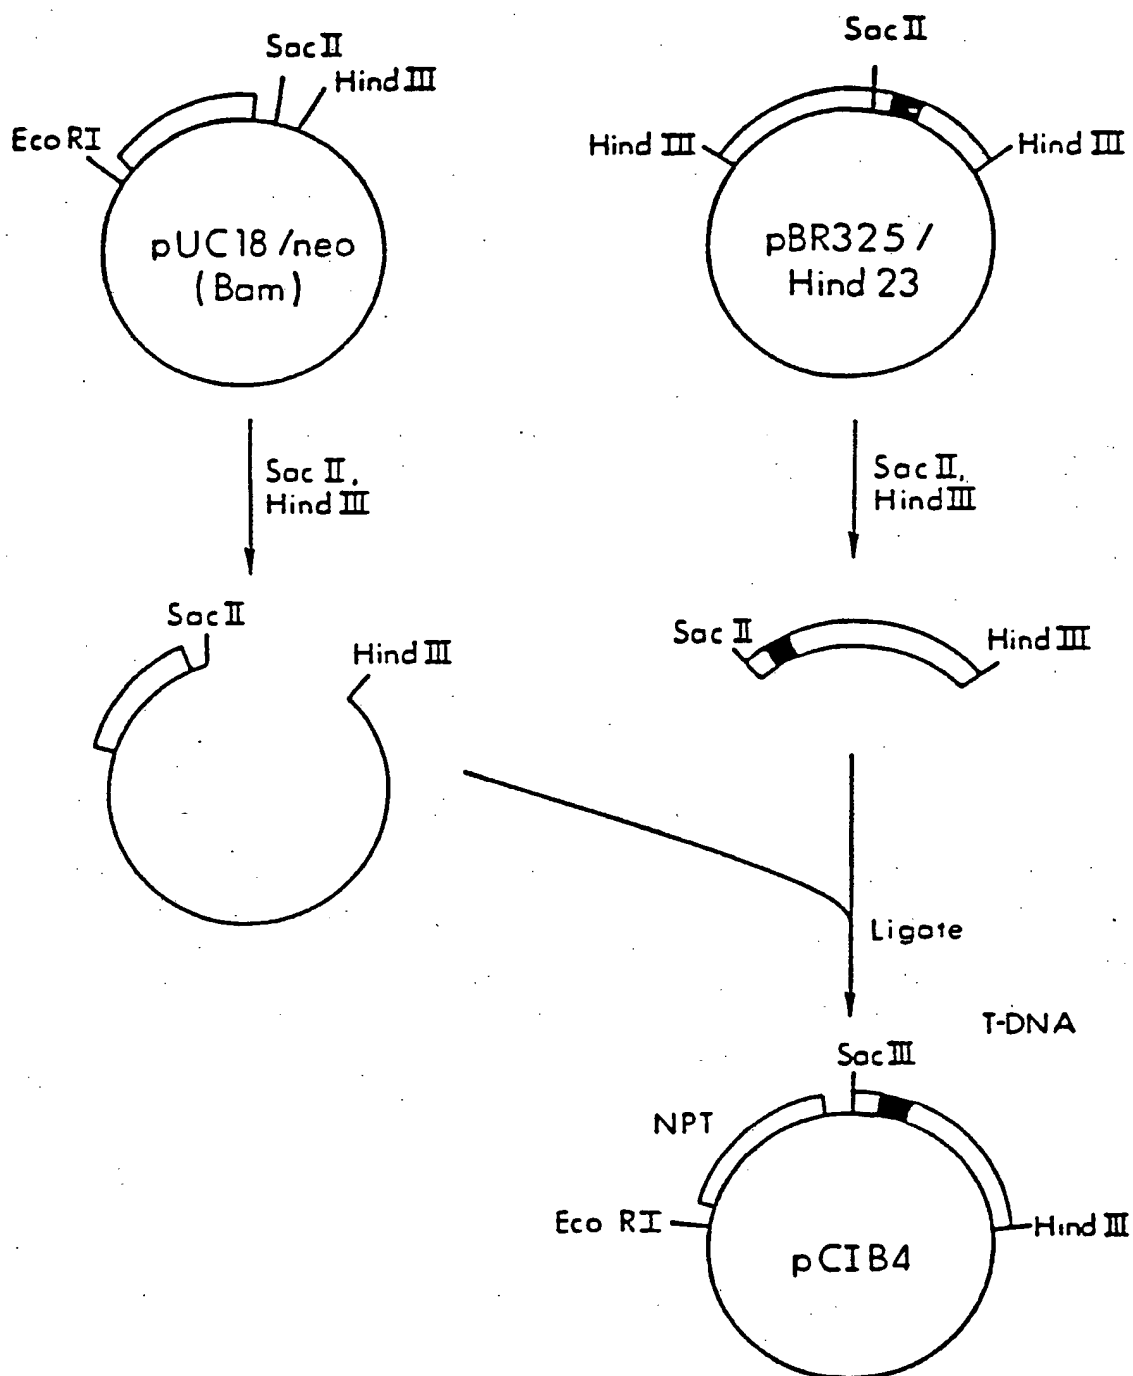 Sac II
Hind III
Eco RI
pUC18/neo
(Bam)
Sac II
Hind III
Hind III
pBR325/
Hind 23
Sac II,
Hind III
Sac II,
Hind III
Sac II
Hind III
Sac II
Hind III
Ligate
T-DNA
Sac III
NPT
Eco RI
Hind III
pCIB4